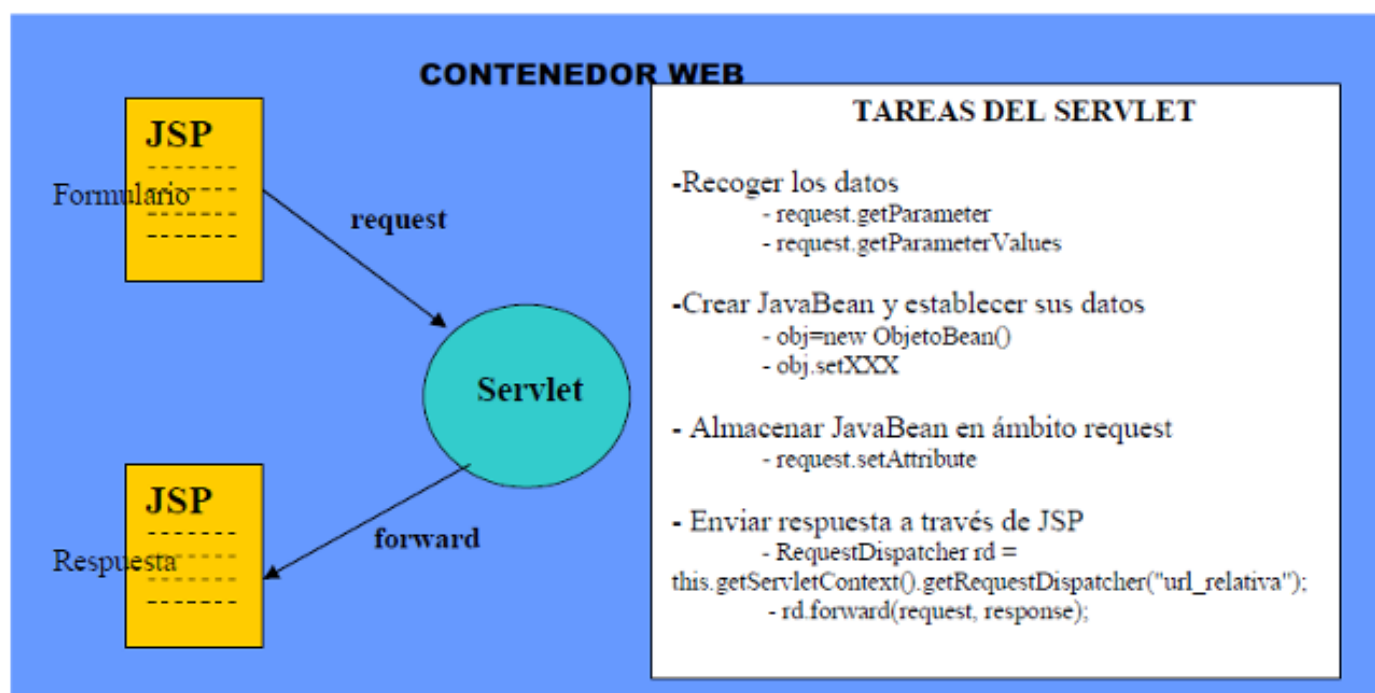 CONTENEDOR WEB
JSP
Formulario
request
Servlet
JSP
forward
Respuesta
TAREAS DEL SERVLET
-Recoger los datos
- request.getParameter
- request.getParameterValues
-Crear JavaBean y establecer sus datos
- obj=new ObjetoBean()
- obj.setXXX
- Almacenar JavaBean en ámbito request
- request.setAttribute
- Enviar respuesta a través de JSP
- RequestDispatcher rd =
this.getServletContext().getRequestDispatcher("url_relativa");
- rd.forward(request, response);